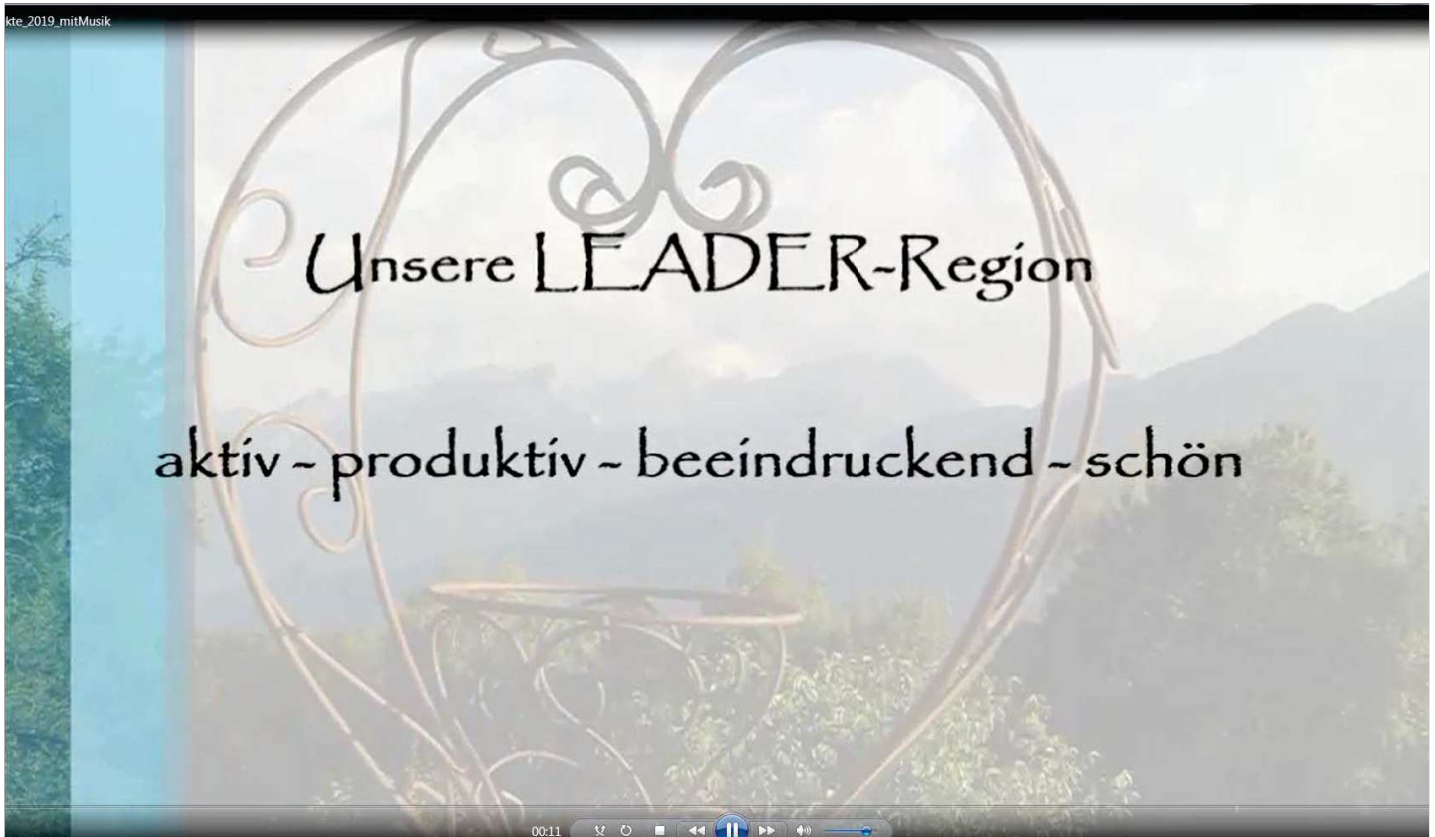 kte_2019_mitMusik
Unsere LEADER-Region
aktiv - produktiv - beeindruckend - schön
00:11